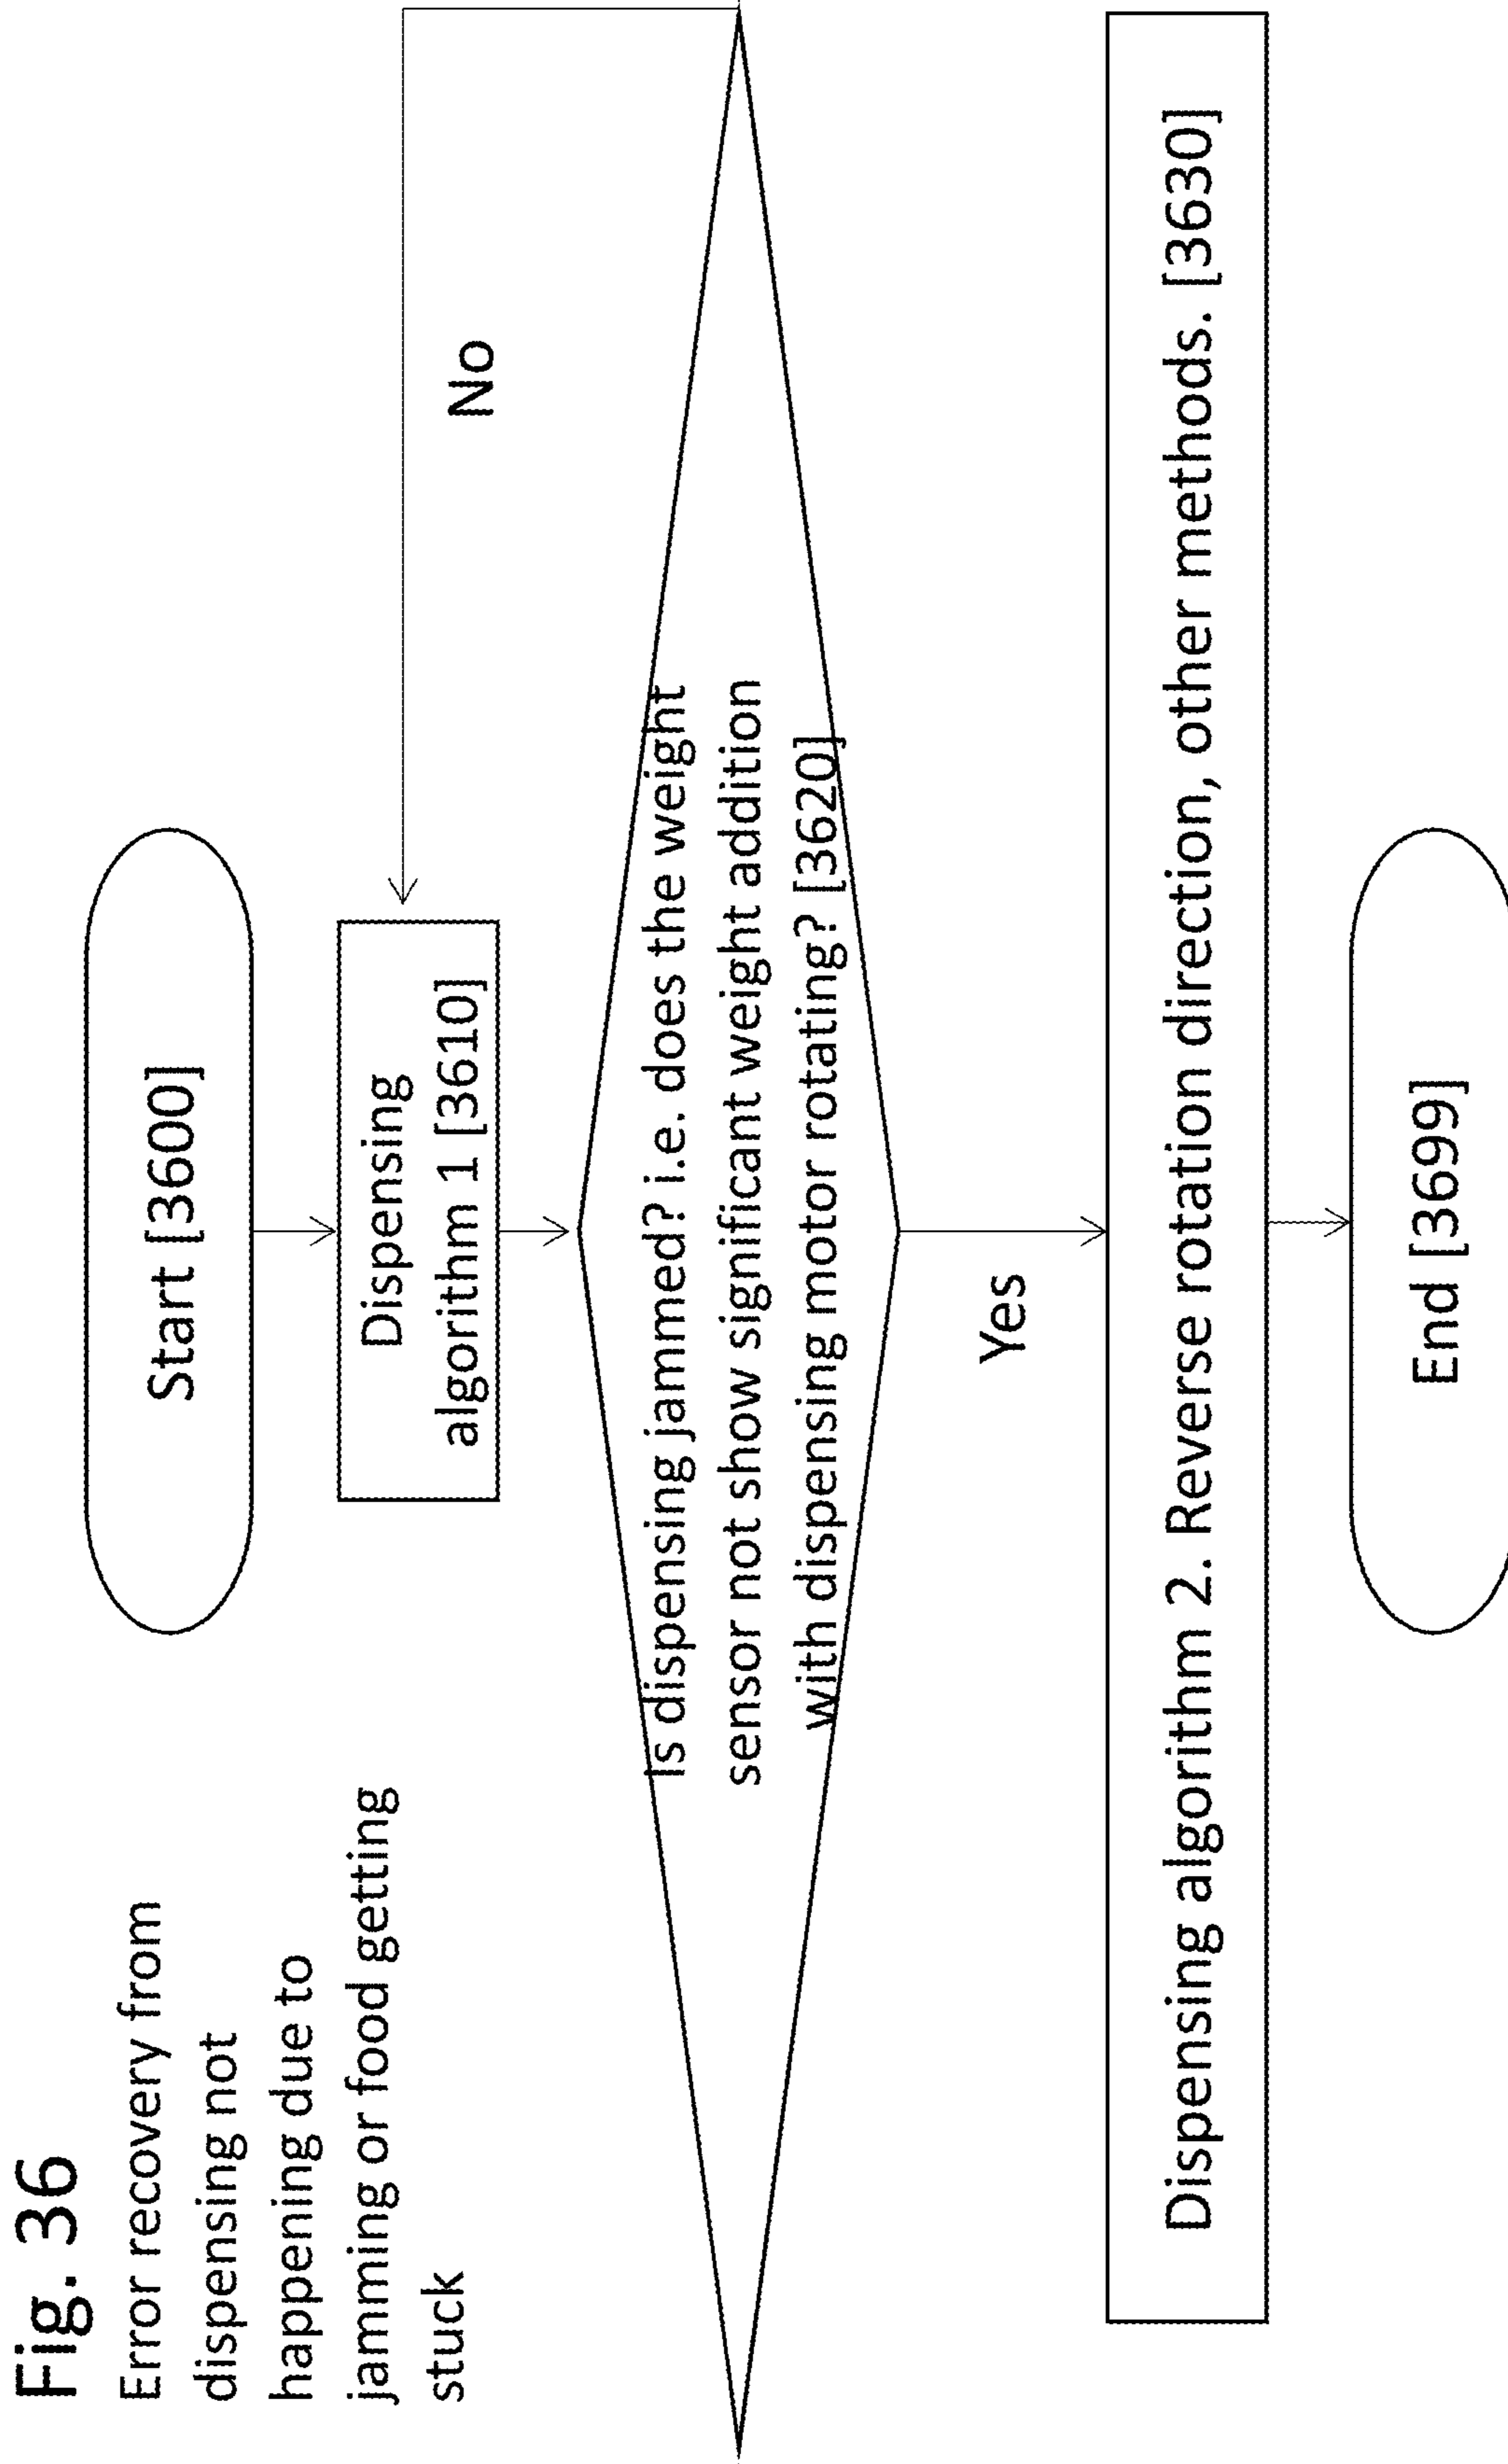 Fig. 36
Error recovery from
dispensing not
happening due to
jamming or food getting
stuck
Start [3600]
Dispensing
algorithm 1 [3610]
No
Is dispensing jammed? i.e. does the weight
sensor not show significant weight addition
with dispensing motor rotating? [3620]
Yes
Dispensing algorithm 2. Reverse rotation direction, other methods. [3630]
End [3699]